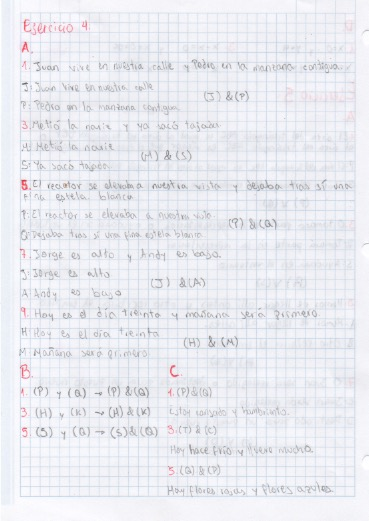 Ejercicio 4
A.
1. Juan vive en nuestra calle y Pedro en la manzana contigua.
J: Juan vive en nuestra calle
(J) & (P)
P: Pedro en la manzana contigua.
3. Metió la narie y ya sacó tajada.
M: Metió la narie
(M) & (S)
S: Ya sacó tajada
5. El reactor se elevaba a nuestra vista y dejaba tras sí una
fina estela blanca.
P: El reactor se elevaba a nuestra vista.
(P) & (Q)
Q: Dejaba tras sí una fina estela blanca.
7. Jorge es alto y Andy es bajo.
J: Jorge es alto
(J) & (A)
A: Andy es bajo
9. Hoy es el día treinta y mañana será primero
H: Hoy es el día treinta
(H) & (M)
M: Mañana será primero
B.
1. (P) y (Q) → (P) & (Q)
3. (H) y (K) → (H) & (K)
5. (S) y (Q) → (S) & (Q)
C.
1. (P) & (Q)
Estoy cansado y hambriento.
3. (T) & (C)
Hoy hace frío y llueve mucho.
5. (Q) & (P)
Hay flores rojas y flores azules.